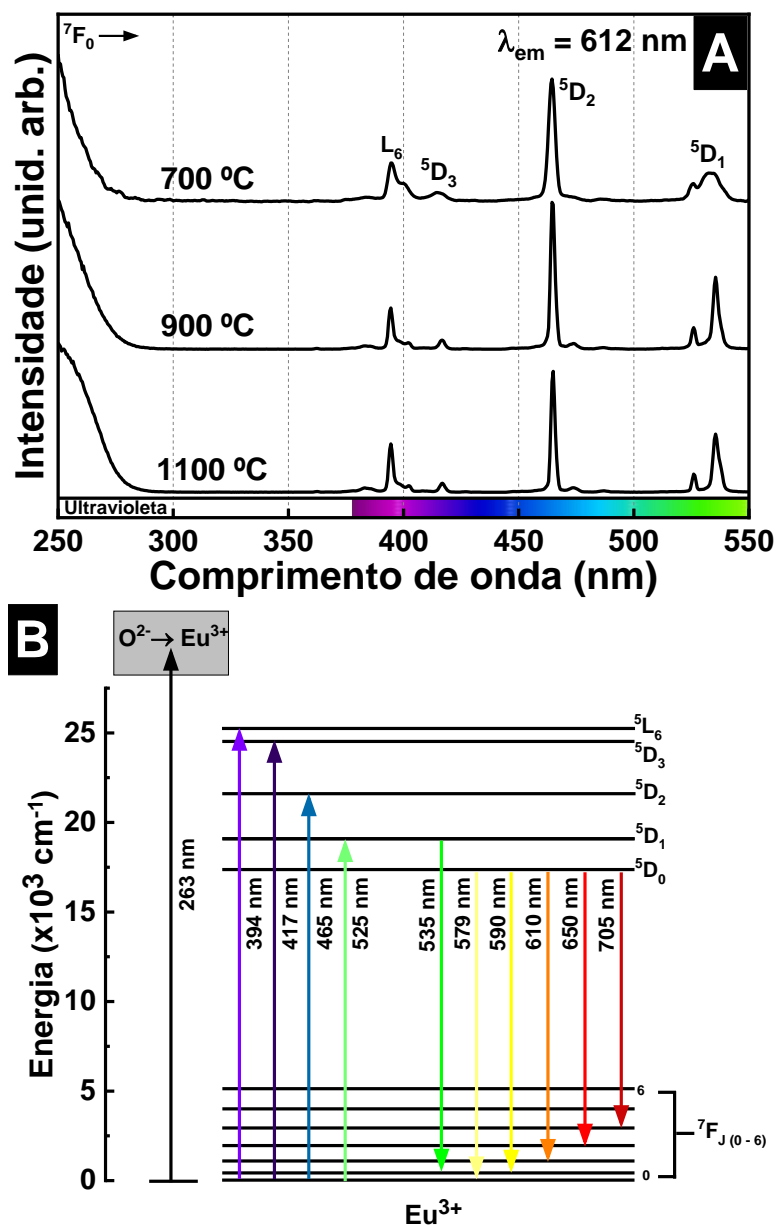 ⁷F₀ →
λem = 612 nm
A
⁵D₂
L₆
⁵D₃
⁵D₁
700 ºC
900 ºC
1100 ºC
Intensidade (unid. arb.)
Ultravioleta
250 300 350 400 450 500 550
Comprimento de onda (nm)
B
O²⁻→ Eu³⁺
25
20
15
10
5
0
Energia (x10³ cm⁻¹)
263 nm
394 nm
417 nm
465 nm
525 nm
535 nm
579 nm
590 nm
610 nm
650 nm
705 nm
⁵L₆
⁵D₃
⁵D₂
⁵D₁
⁵D₀
6
⁷F J (0 - 6)
0
Eu³⁺